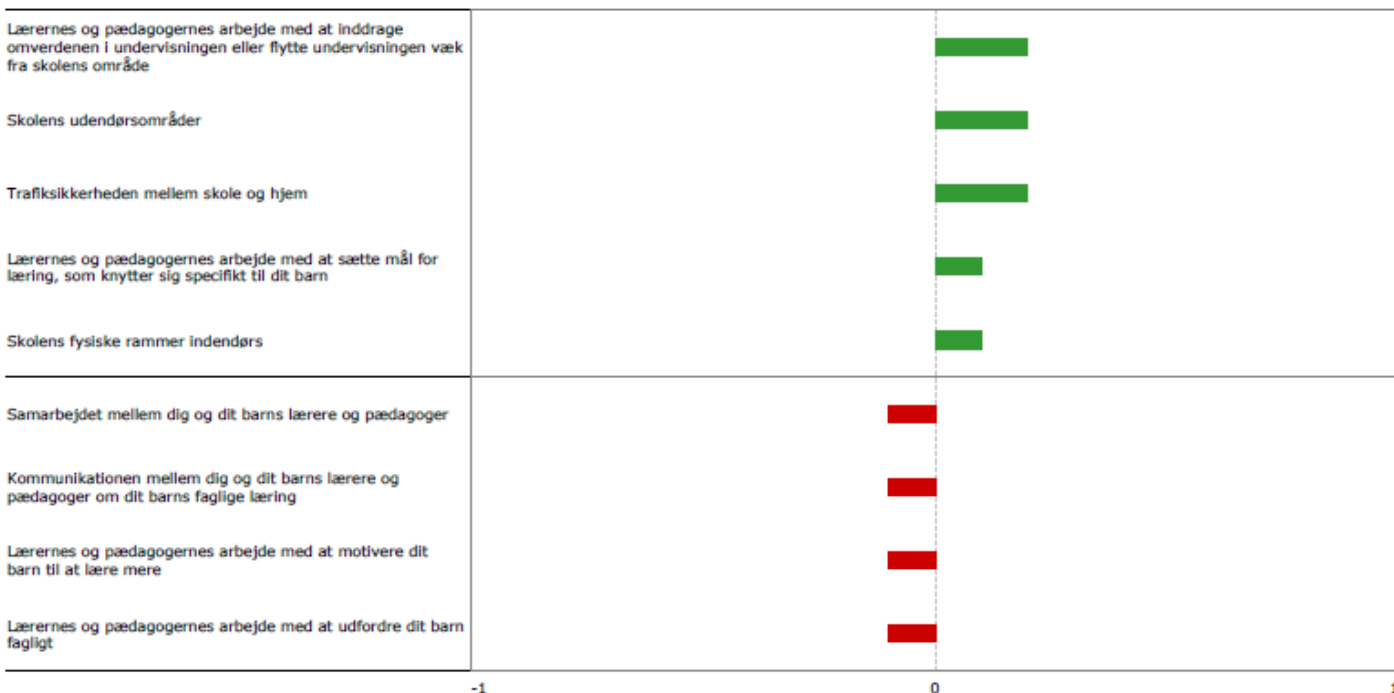 Lærernes og pædagogernes arbejde med at inddrage
omverdenen i undervisningen eller flytte undervisningen væk
fra skolens område
Skolens udendørsområder
Trafiksikkerheden mellem skole og hjem
Lærernes og pædagogernes arbejde med at sætte mål for
læring, som knytter sig specifikt til dit barn
Skolens fysiske rammer indendørs
Samarbejdet mellem dig og dit barns lærere og pædagoger
Kommunikationen mellem dig og dit barns lærere og
pædagoger om dit barns faglige læring
Lærernes og pædagogernes arbejde med at motivere dit
barn til at lære mere
Lærernes og pædagogernes arbejde med at udfordre dit barn
fagligt
-1 0 1